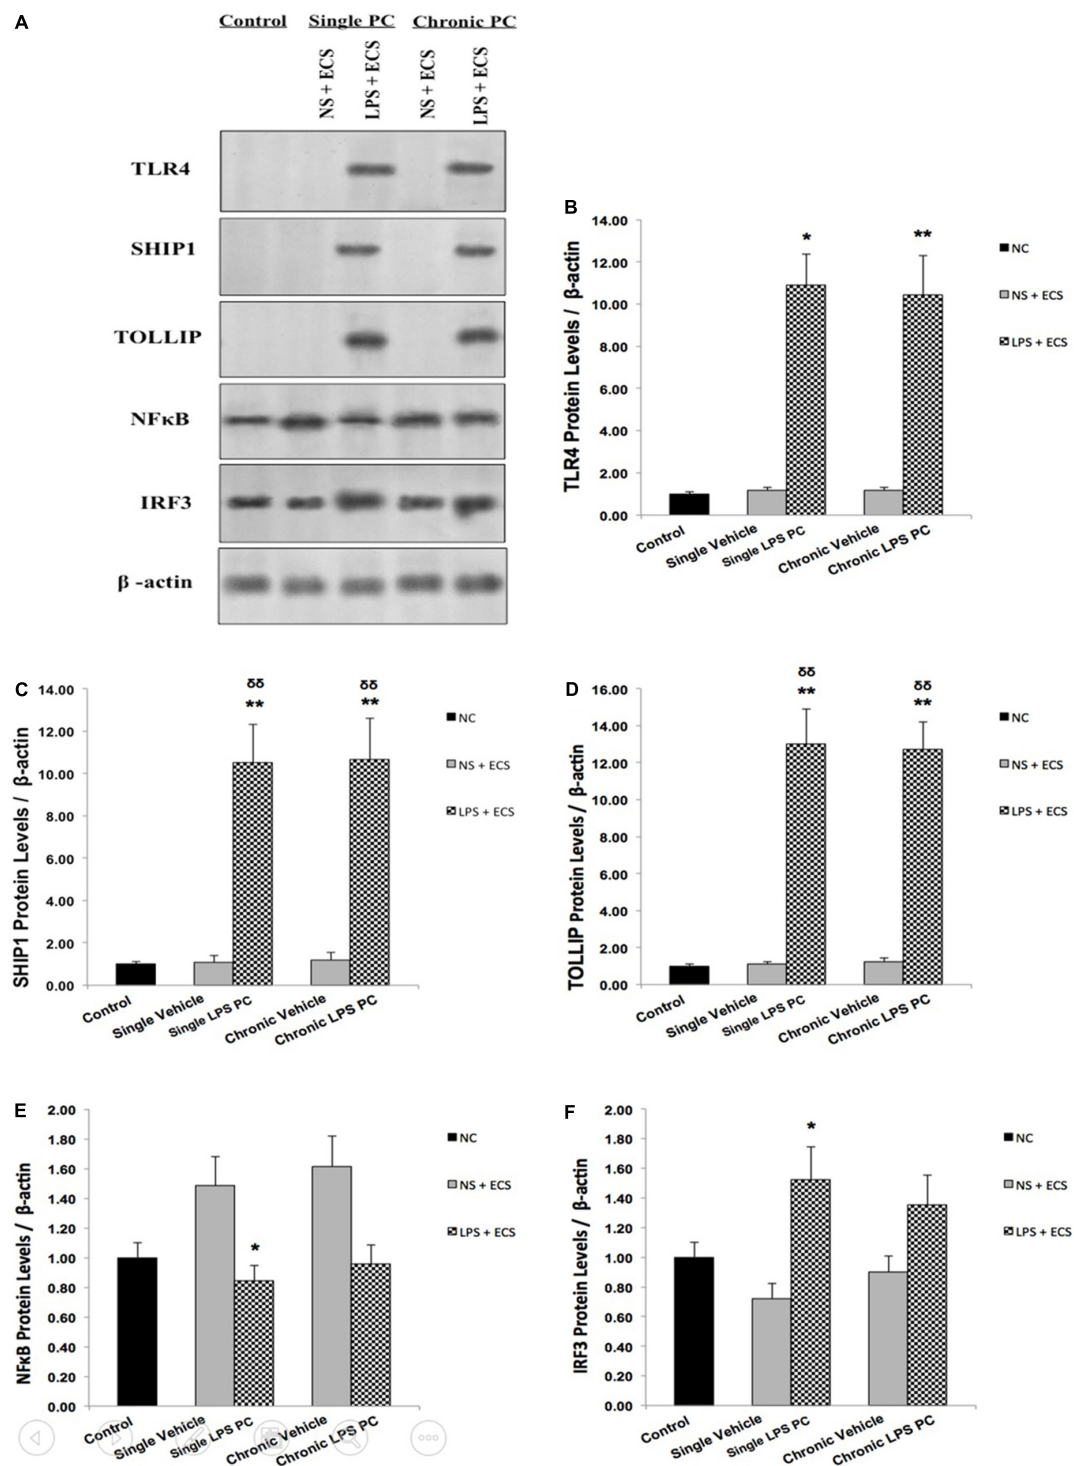 A
Control Single PC Chronic PC
NS + ECS
LPS + ECS
NS + ECS
LPS + ECS
TLR4
SHIP1
TOLLIP
NFκB
IRF3
β -actin
B
TLR4 Protein Levels / β-actin
14.00
12.00
10.00
8.00
6.00
4.00
2.00
0.00
*
**
Control
Single Vehicle
Single LPS PC
Chronic Vehicle
Chronic LPS PC
NC
NS + ECS
LPS + ECS
C
SHIP1 Protein Levels / β-actin
14.00
12.00
10.00
8.00
6.00
4.00
2.00
0.00
δδ
**
δδ
**
Control
Single Vehicle
Single LPS PC
Chronic Vehicle
Chronic LPS PC
NC
NS + ECS
LPS + ECS
D
TOLLIP Protein Levels / β-actin
16.00
14.00
12.00
10.00
8.00
6.00
4.00
2.00
0.00
δδ
**
δδ
**
Control
Single Vehicle
Single LPS PC
Chronic Vehicle
Chronic LPS PC
NC
NS + ECS
LPS + ECS
E
NFκB Protein Levels / β-actin
2.00
1.80
1.60
1.40
1.20
1.00
0.80
0.60
0.40
0.20
0.00
*
Control
Single Vehicle
Single LPS PC
Chronic Vehicle
Chronic LPS PC
NC
NS + ECS
LPS + ECS
F
IRF3 Protein Levels / β-actin
2.00
1.80
1.60
1.40
1.20
1.00
0.80
0.60
0.40
0.20
0.00
*
Control
Single Vehicle
Single LPS PC
Chronic Vehicle
Chronic LPS PC
NC
NS + ECS
LPS + ECS